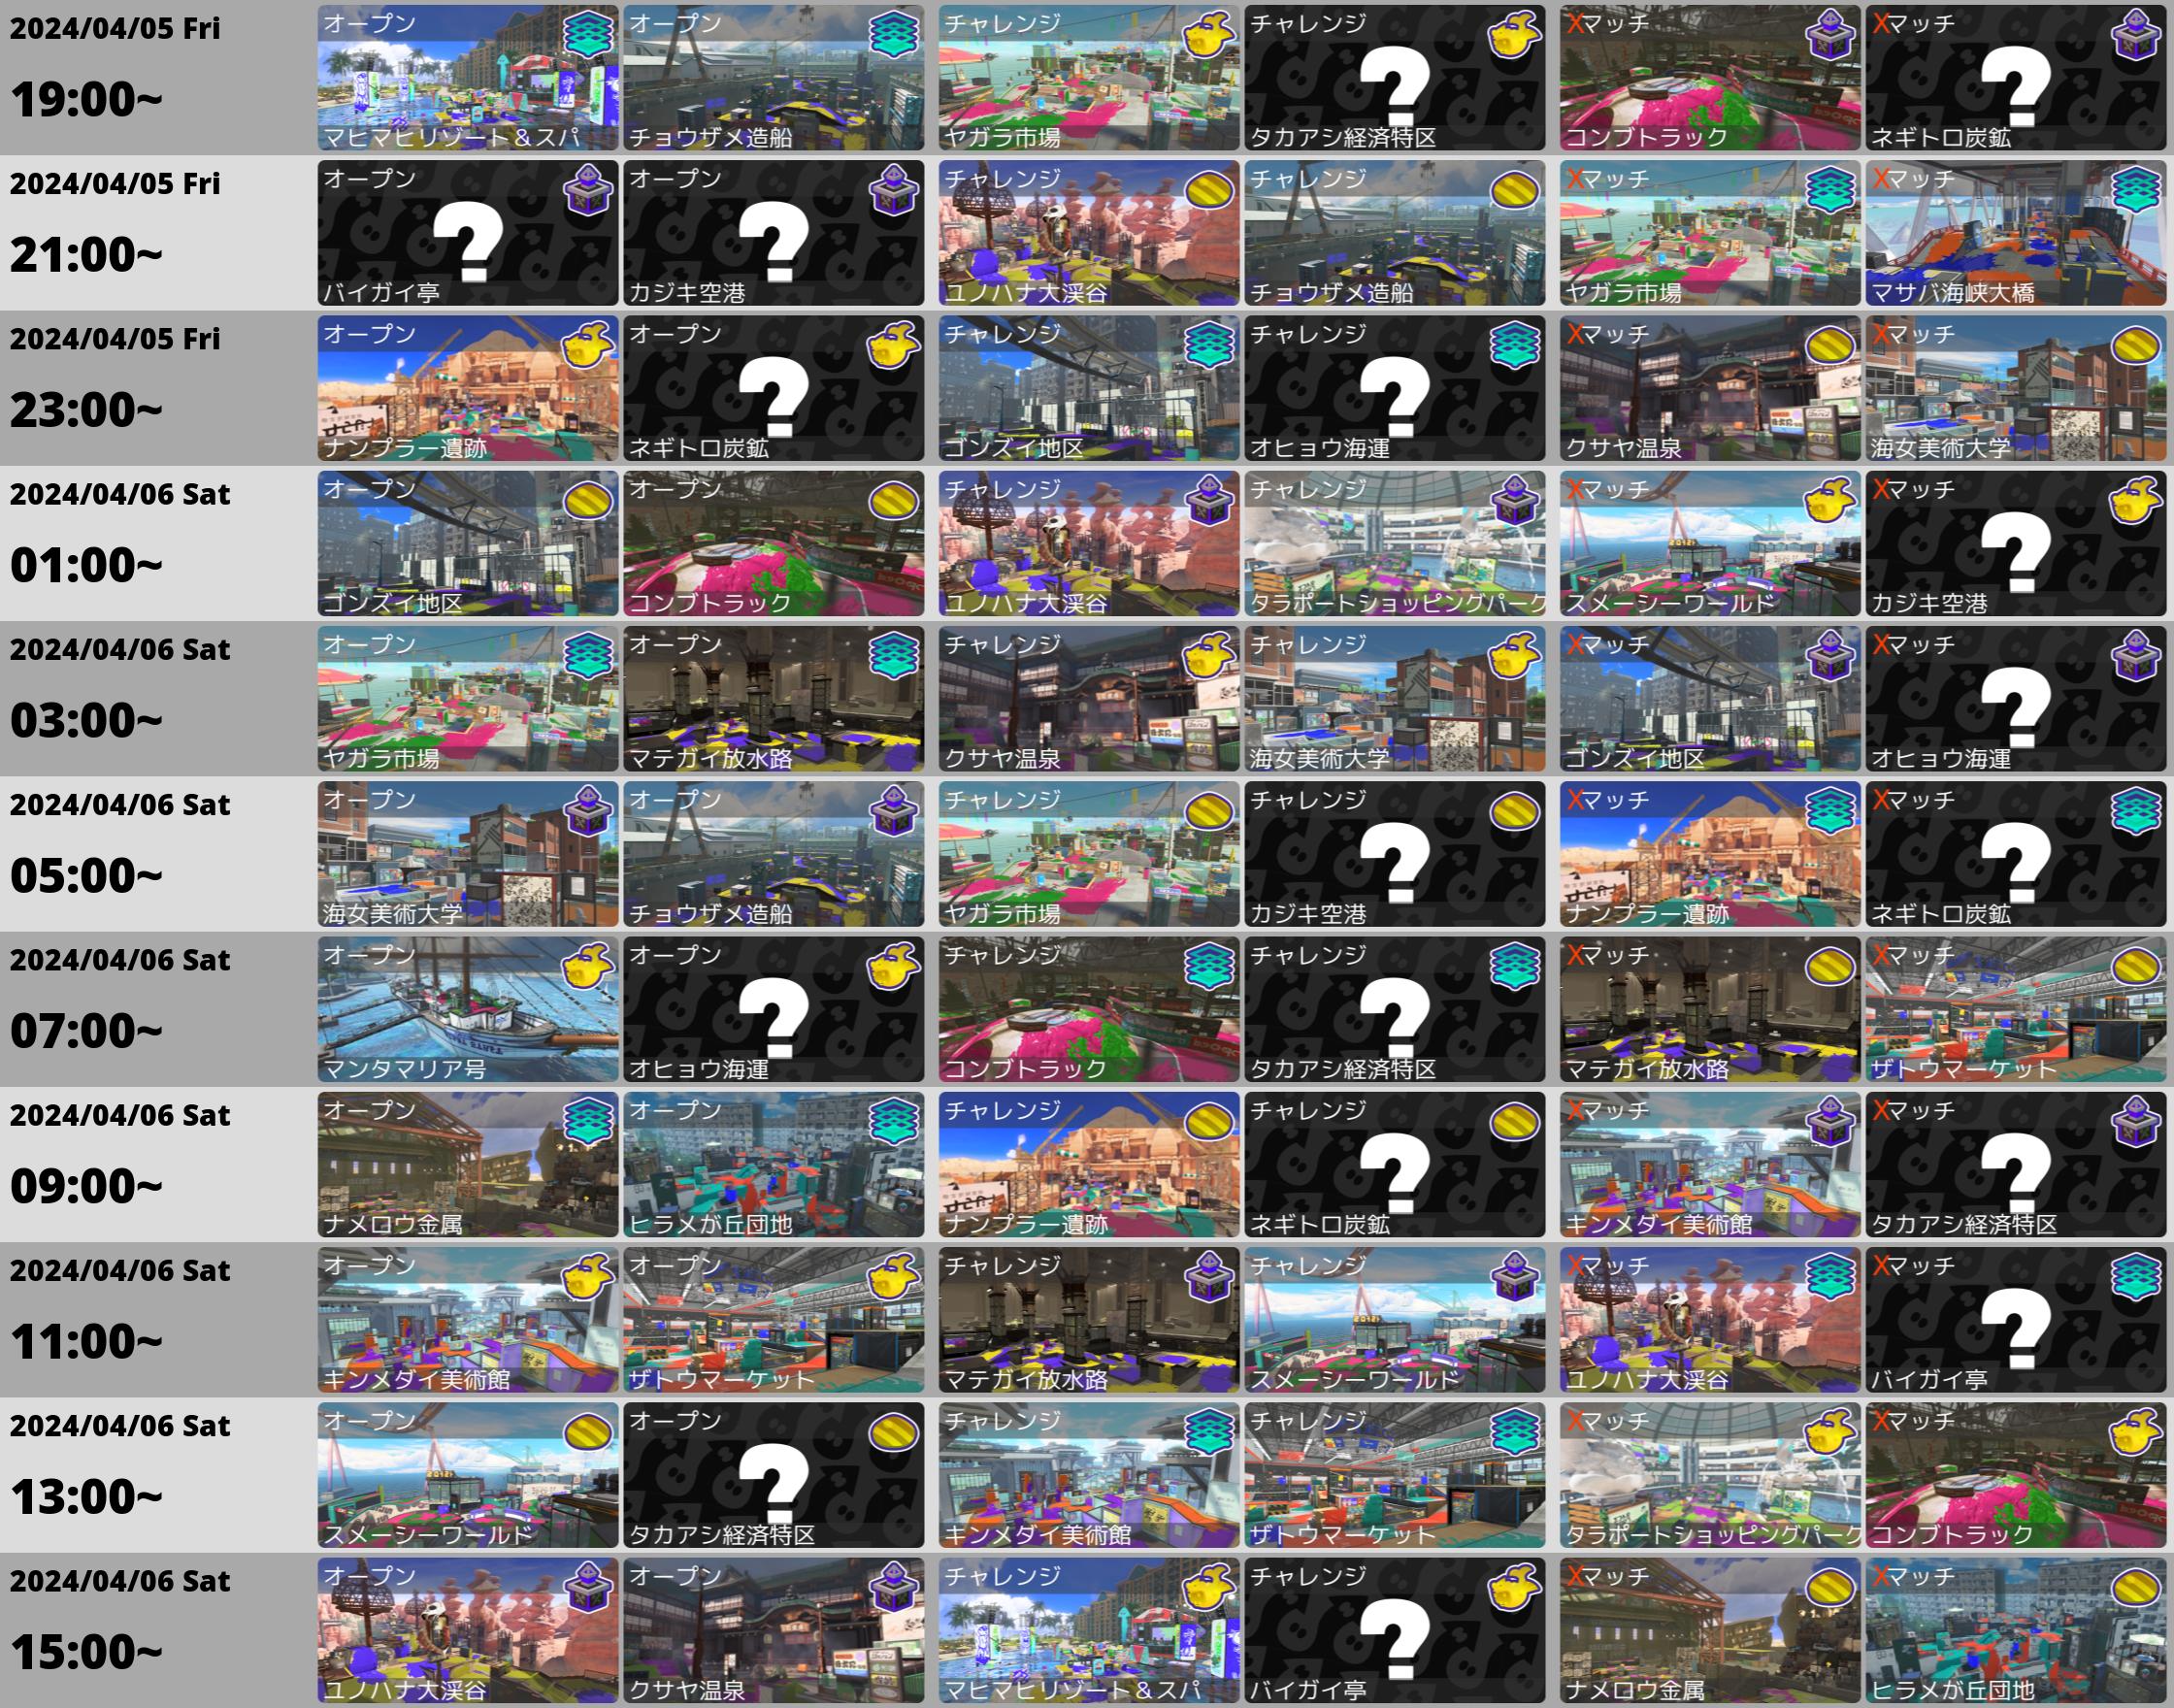 2024/04/05 Fri
19:00~
オープン オープン チャレンジ チャレンジ Xマッチ Xマッチ
マヒマヒリゾート＆スパ チョウザメ造船 ヤガラ市場 タカアシ経済特区 コンブトラック ネギトロ炭鉱
2024/04/05 Fri
21:00~
オープン オープン チャレンジ チャレンジ Xマッチ Xマッチ
バイガイ亭 カジキ空港 ユノハナ大渓谷 チョウザメ造船 ヤガラ市場 マサバ海峡大橋
2024/04/05 Fri
23:00~
オープン オープン チャレンジ チャレンジ Xマッチ Xマッチ
ナンプラー遺跡 ネギトロ炭鉱 ゴンズイ地区 オヒョウ海運 クサヤ温泉 海女美術大学
2024/04/06 Sat
01:00~
オープン オープン チャレンジ チャレンジ Xマッチ Xマッチ
ゴンズイ地区 コンブトラック ユノハナ大渓谷 タラポートショッピングパーク スメーシーワールド カジキ空港
2024/04/06 Sat
03:00~
オープン オープン チャレンジ チャレンジ Xマッチ Xマッチ
ヤガラ市場 マテガイ放水路 クサヤ温泉 海女美術大学 ゴンズイ地区 オヒョウ海運
2024/04/06 Sat
05:00~
オープン オープン チャレンジ チャレンジ Xマッチ Xマッチ
海女美術大学 チョウザメ造船 ヤガラ市場 カジキ空港 ナンプラー遺跡 ネギトロ炭鉱
2024/04/06 Sat
07:00~
オープン オープン チャレンジ チャレンジ Xマッチ Xマッチ
マンタマリア号 オヒョウ海運 コンブトラック タカアシ経済特区 マテガイ放水路 ザトウマーケット
2024/04/06 Sat
09:00~
オープン オープン チャレンジ チャレンジ Xマッチ Xマッチ
ナメロウ金属 ヒラメが丘団地 ナンプラー遺跡 ネギトロ炭鉱 キンメダイ美術館 タカアシ経済特区
2024/04/06 Sat
11:00~
オープン オープン チャレンジ チャレンジ Xマッチ Xマッチ
キンメダイ美術館 ザトウマーケット マテガイ放水路 スメーシーワールド ユノハナ大渓谷 バイガイ亭
2024/04/06 Sat
13:00~
オープン オープン チャレンジ チャレンジ Xマッチ Xマッチ
スメーシーワールド タカアシ経済特区 キンメダイ美術館 ザトウマーケット タラポートショッピングパーク コンブトラック
2024/04/06 Sat
15:00~
オープン オープン チャレンジ チャレンジ Xマッチ Xマッチ
ユノハナ大渓谷 クサヤ温泉 マヒマヒリゾート＆スパ バイガイ亭 ナメロウ金属 ヒラメが丘団地